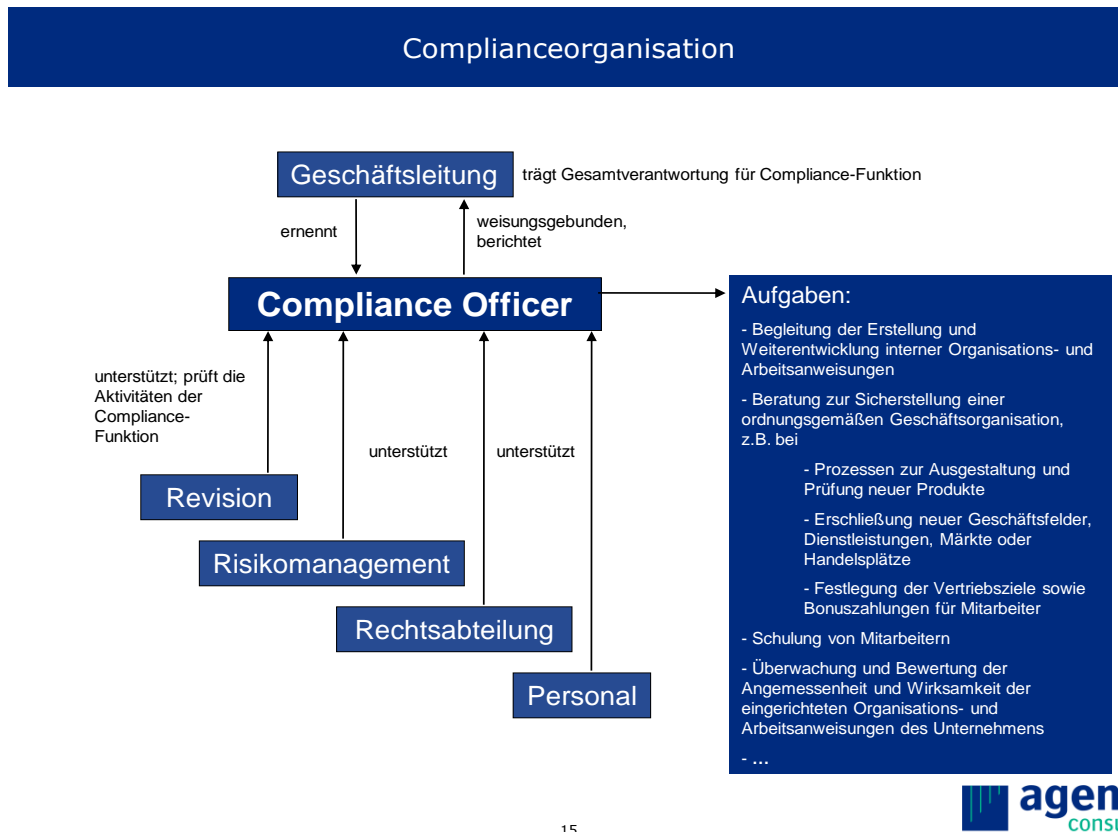 Complianceorganisation
Geschäftsleitung
trägt Gesamtverantwortung für Compliance-Funktion
ernennt
weisungsgebunden,
berichtet
Compliance Officer
unterstützt; prüft die
Aktivitäten der
Compliance-
Funktion
unterstützt
unterstützt
Revision
Risikomanagement
Rechtsabteilung
Personal
Aufgaben:
- Begleitung der Erstellung und
Weiterentwicklung interner Organisations- und
Arbeitsanweisungen
- Beratung zur Sicherstellung einer
ordnungsgemäßen Geschäftsorganisation,
z.B. bei
- Prozessen zur Ausgestaltung und
Prüfung neuer Produkte
- Erschließung neuer Geschäftsfelder,
Dienstleistungen, Märkte oder
Handelsplätze
- Festlegung der Vertriebsziele sowie
Bonuszahlungen für Mitarbeiter
- Schulung von Mitarbeitern
- Überwachung und Bewertung der
Angemessenheit und Wirksamkeit der
eingerichteten Organisations- und
Arbeitsanweisungen des Unternehmens
- ...
15